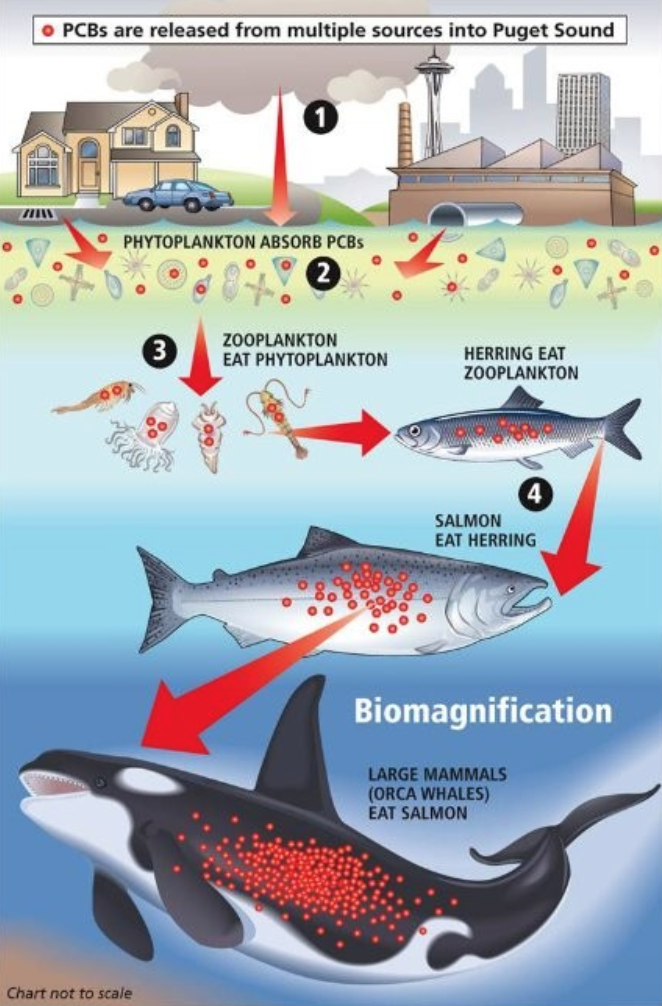 PCBs are released from multiple sources into Puget Sound
1
PHYTOPLANKTON ABSORB PCBs
2
3
ZOOPLANKTON
EAT PHYTOPLANKTON
HERRING EAT
ZOOPLANKTON
4
SALMON
EAT HERRING
Biomagnification
LARGE MAMMALS
(ORCA WHALES)
EAT SALMON
Chart not to scale